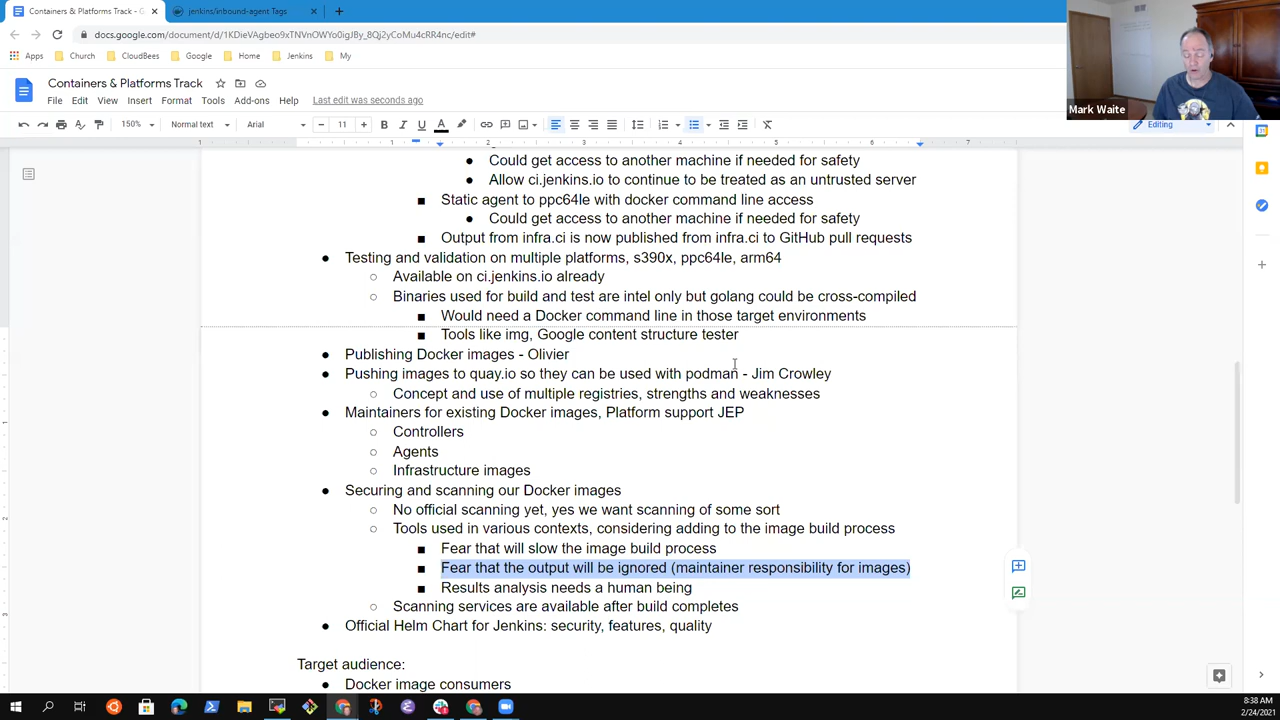 Containers & Platforms Track - G
jenkins/inbound-agent Tags
docs.google.com/document/d/1KDieVAgbeo9xTNVnOWYo0igJ8y_8Qj2yCoMu4cRR4nc/edit#
Apps Church CloudBees Google Home Jenkins My
Containers & Platforms Track
File Edit View Insert Format Tools Add-ons Help Last edit was seconds ago
Mark Waite
150% Normal text Arial 11 Editing
1 1 2 3 4 5 6 7
Could get access to another machine if needed for safety
Allow ci.jenkins.io to continue to be treated as an untrusted server
Static agent to ppc64le with docker command line access
Could get access to another machine if needed for safety
Output from infra.ci is now published from infra.ci to GitHub pull requests
Testing and validation on multiple platforms, s390x, ppc64le, arm64
Available on ci.jenkins.io already
Binaries used for build and test are intel only but golang could be cross-compiled
Would need a Docker command line in those target environments
Tools like img, Google content structure tester
Publishing Docker images - Olivier
Pushing images to quay.io so they can be used with podman - Jim Crowley
Concept and use of multiple registries, strengths and weaknesses
Maintainers for existing Docker images, Platform support JEP
Controllers
Agents
Infrastructure images
Securing and scanning our Docker images
No official scanning yet, yes we want scanning of some sort
Tools used in various contexts, considering adding to the image build process
Fear that will slow the image build process
Fear that the output will be ignored (maintainer responsibility for images)
Results analysis needs a human being
Scanning services are available after build completes
Official Helm Chart for Jenkins: security, features, quality
Target audience:
Docker image consumers
8:38 AM
2/24/2021